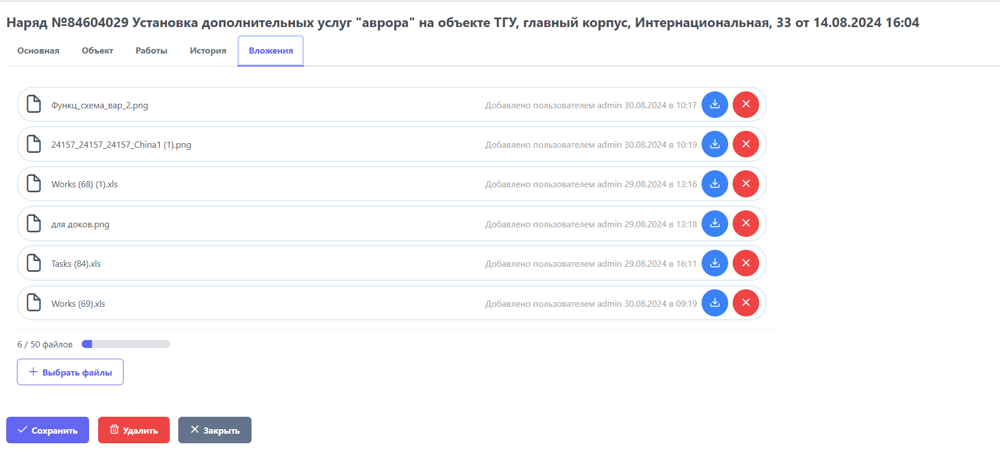 Наряд №84604029 Установка дополнительных услуг "аврора" на объекте ТГУ, главный корпус, Интернациональная, 33 от 14.08.2024 16:04
Основная Объект Работы История Вложения
Функц_схема_вар_2.png Добавлено пользователем admin 30.08.2024 в 10:17
24157_24157_24157_China1 (1).png Добавлено пользователем admin 30.08.2024 в 10:19
Works (68) (1).xls Добавлено пользователем admin 29.08.2024 в 13:16
для доков.png Добавлено пользователем admin 29.08.2024 в 13:18
Tasks (84).xls Добавлено пользователем admin 29.08.2024 в 16:11
Works (69).xls Добавлено пользователем admin 30.08.2024 в 09:19
6 / 50 файлов
Выбрать файлы
Сохранить Удалить Закрыть